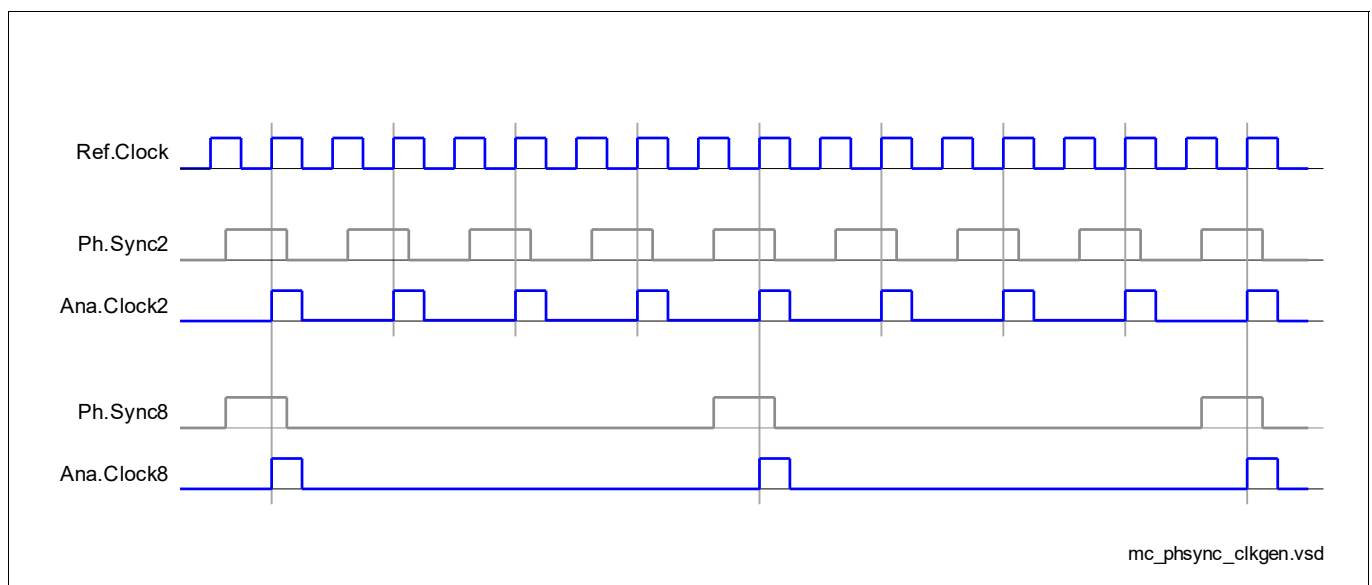 Ref.Clock
Ph.Sync2
Ana.Clock2
Ph.Sync8
Ana.Clock8
mc_phsync_clkgen.vsd